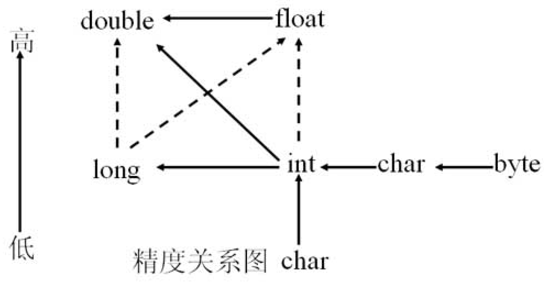 double float
高
long int char byte
低
精度关系图 char